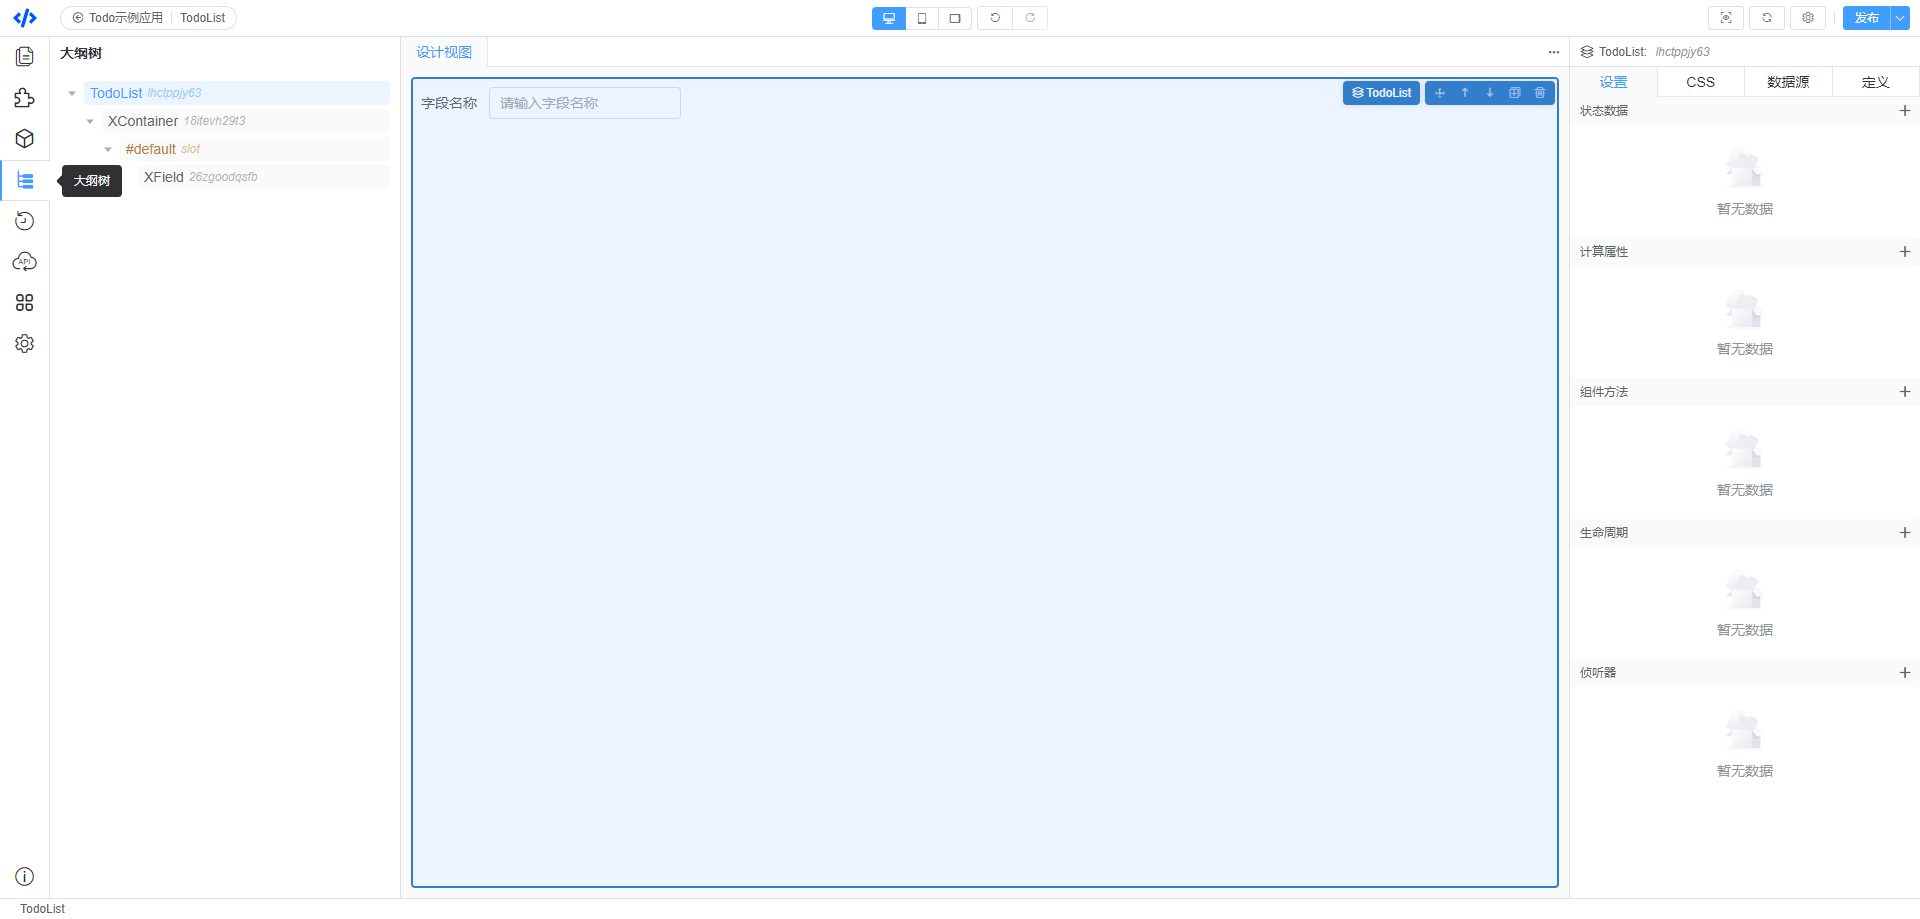 Todo示例应用 TodoList
发布
大纲树
TodoList lhctppjy63
XContainer 18itevh29t3
#default slot
大纲树
XField 26zgoodqsfb
API
设计视图
字段名称 请输入字段名称
TodoList
TodoList: lhctppjy63
设置 CSS 数据源 定义
状态数据
暂无数据
计算属性
暂无数据
组件方法
暂无数据
生命周期
暂无数据
侦听器
暂无数据
TodoList